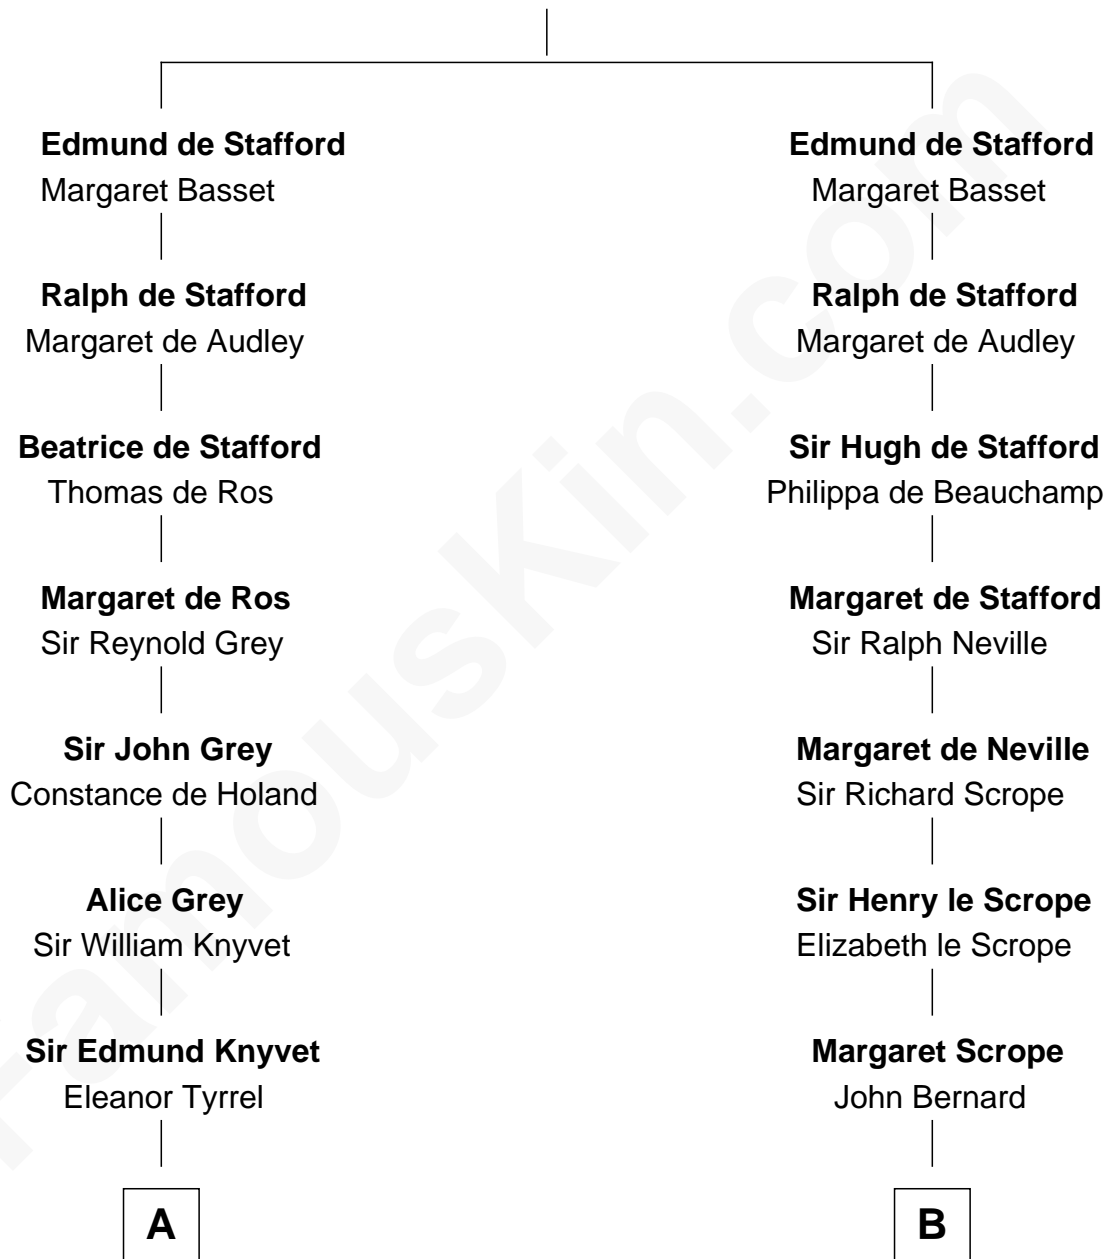 Edmund de Stafford
Margaret Basset
Ralph de Stafford
Margaret de Audley
Beatrice de Stafford
Thomas de Ros
Margaret de Ros
Sir Reynold Grey
Sir John Grey
Constance de Holand
Alice Grey
Sir William Knyvet
Sir Edmund Knyvet
Eleanor Tyrrel
A
Edmund de Stafford
Margaret Basset
Ralph de Stafford
Margaret de Audley
Sir Hugh de Stafford
Philippa de Beauchamp
Margaret de Stafford
Sir Ralph Neville
Margaret de Neville
Sir Richard Scrope
Sir Henry le Scrope
Elizabeth le Scrope
Margaret Scrope
John Bernard
B
FamousKin.com